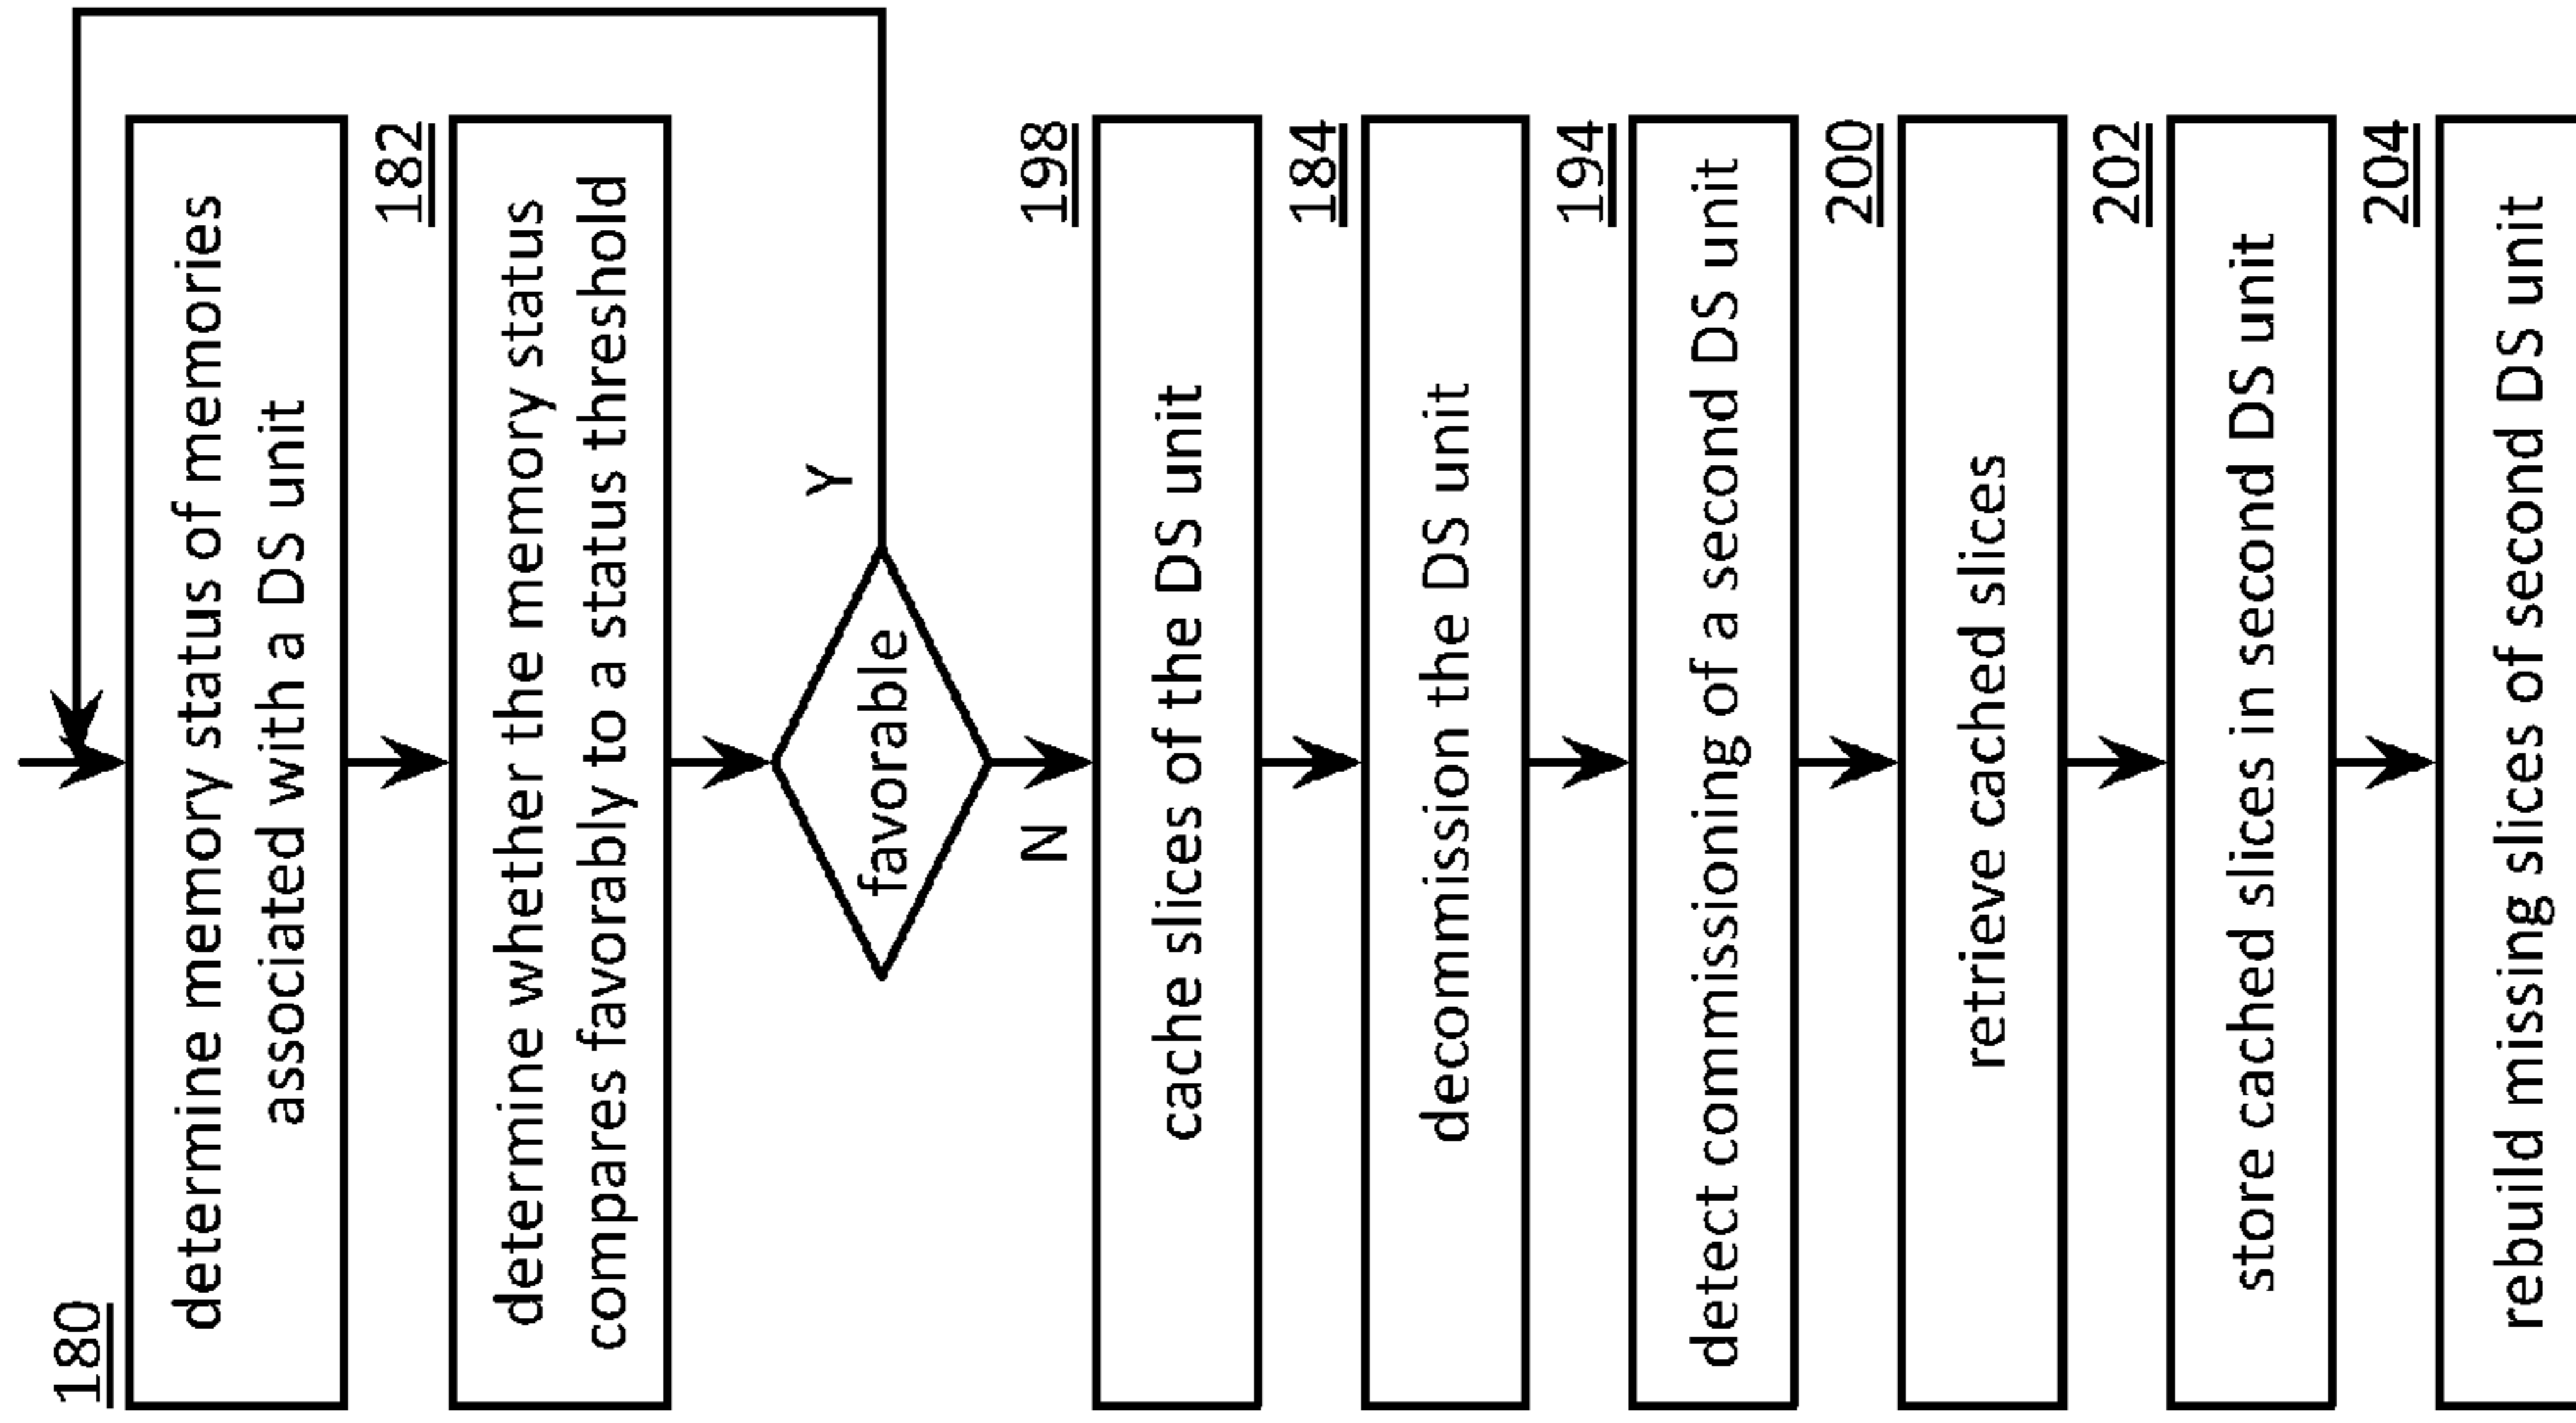 180
determine memory status of memories
associated with a DS unit
182
determine whether the memory status
compares favorably to a status threshold
favorable
Y
N
198
cache slices of the DS unit
184
decommission the DS unit
194
detect commissioning of a second DS unit
200
retrieve cached slices
202
store cached slices in second DS unit
204
rebuild missing slices of second DS unit